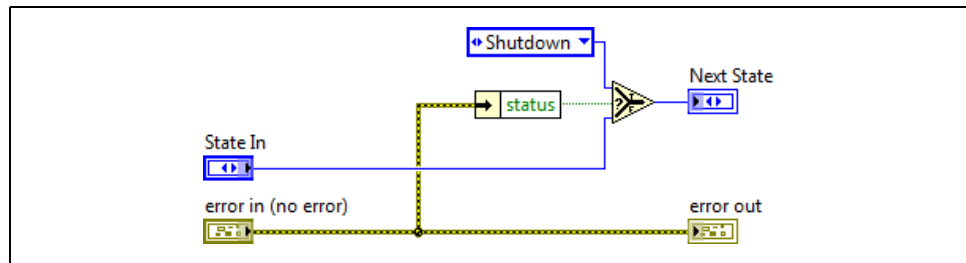 Shutdown
Next State
status
?
T
F
State In
error in (no error)
error out